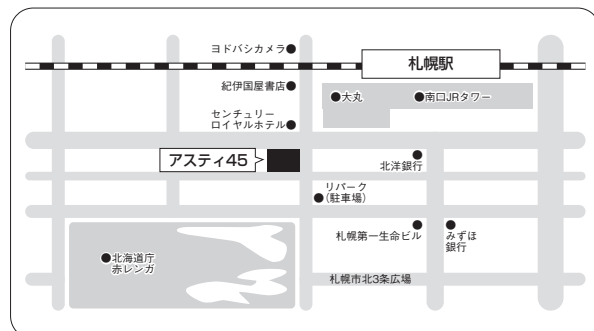 ヨドバシカメラ
札幌駅
紀伊国屋書店
大丸
南口JRタワー
センチュリー
ロイヤルホテル
アスティ45
北洋銀行
リパーク
(駐車場)
札幌第一生命ビル
みずほ
銀行
北海道庁
赤レンガ
札幌市北3条広場